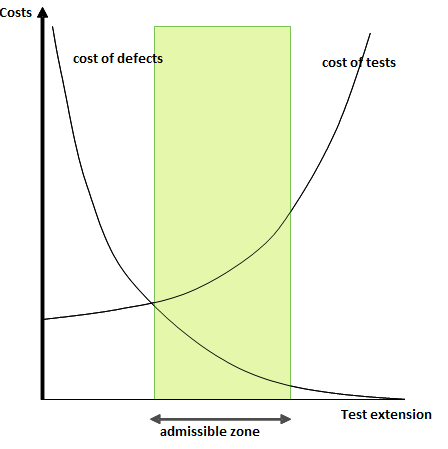 Costs
cost of defects
cost of tests
Test extension
admissible zone